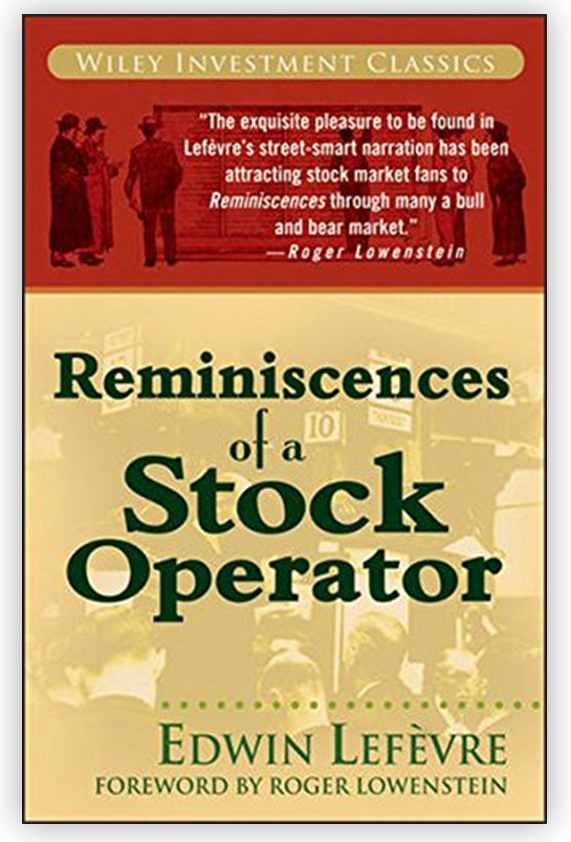 WILEY INVESTMENT CLASSICS
"The exquisite pleasure to be found in
Lefèvre's street-smart narration has been
attracting stock market fans to
Reminiscences through many a bull
and bear market."
—Roger Lowenstein
Reminiscences
10
of a
Stock
Operator
EDWIN LEFÈVRE
FOREWORD BY ROGER LOWENSTEIN